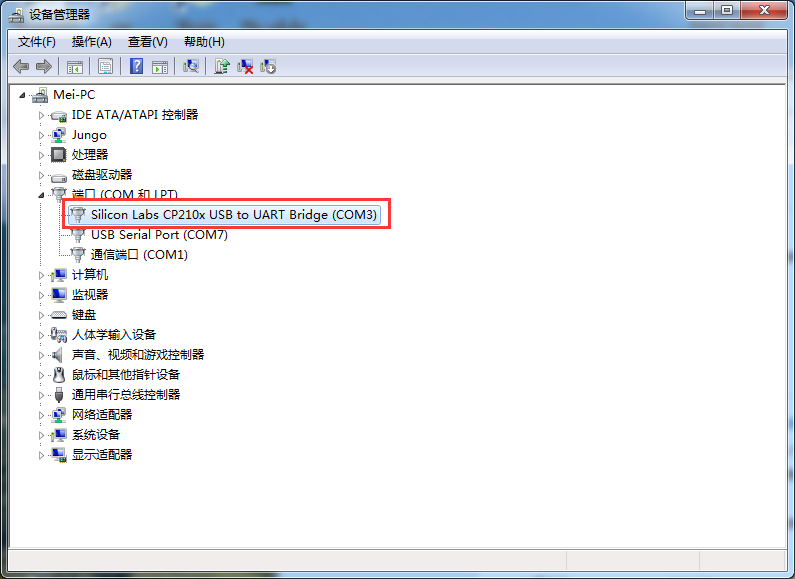 设备管理器
文件(F) 操作(A) 查看(V) 帮助(H)
Mei-PC
IDE ATA/ATAPI 控制器
Jungo
处理器
磁盘驱动器
端口 (COM 和 LPT)
Silicon Labs CP210x USB to UART Bridge (COM3)
USB Serial Port (COM7)
通信端口 (COM1)
计算机
监视器
键盘
人体学输入设备
声音、视频和游戏控制器
鼠标和其他指针设备
通用串行总线控制器
网络适配器
系统设备
显示适配器